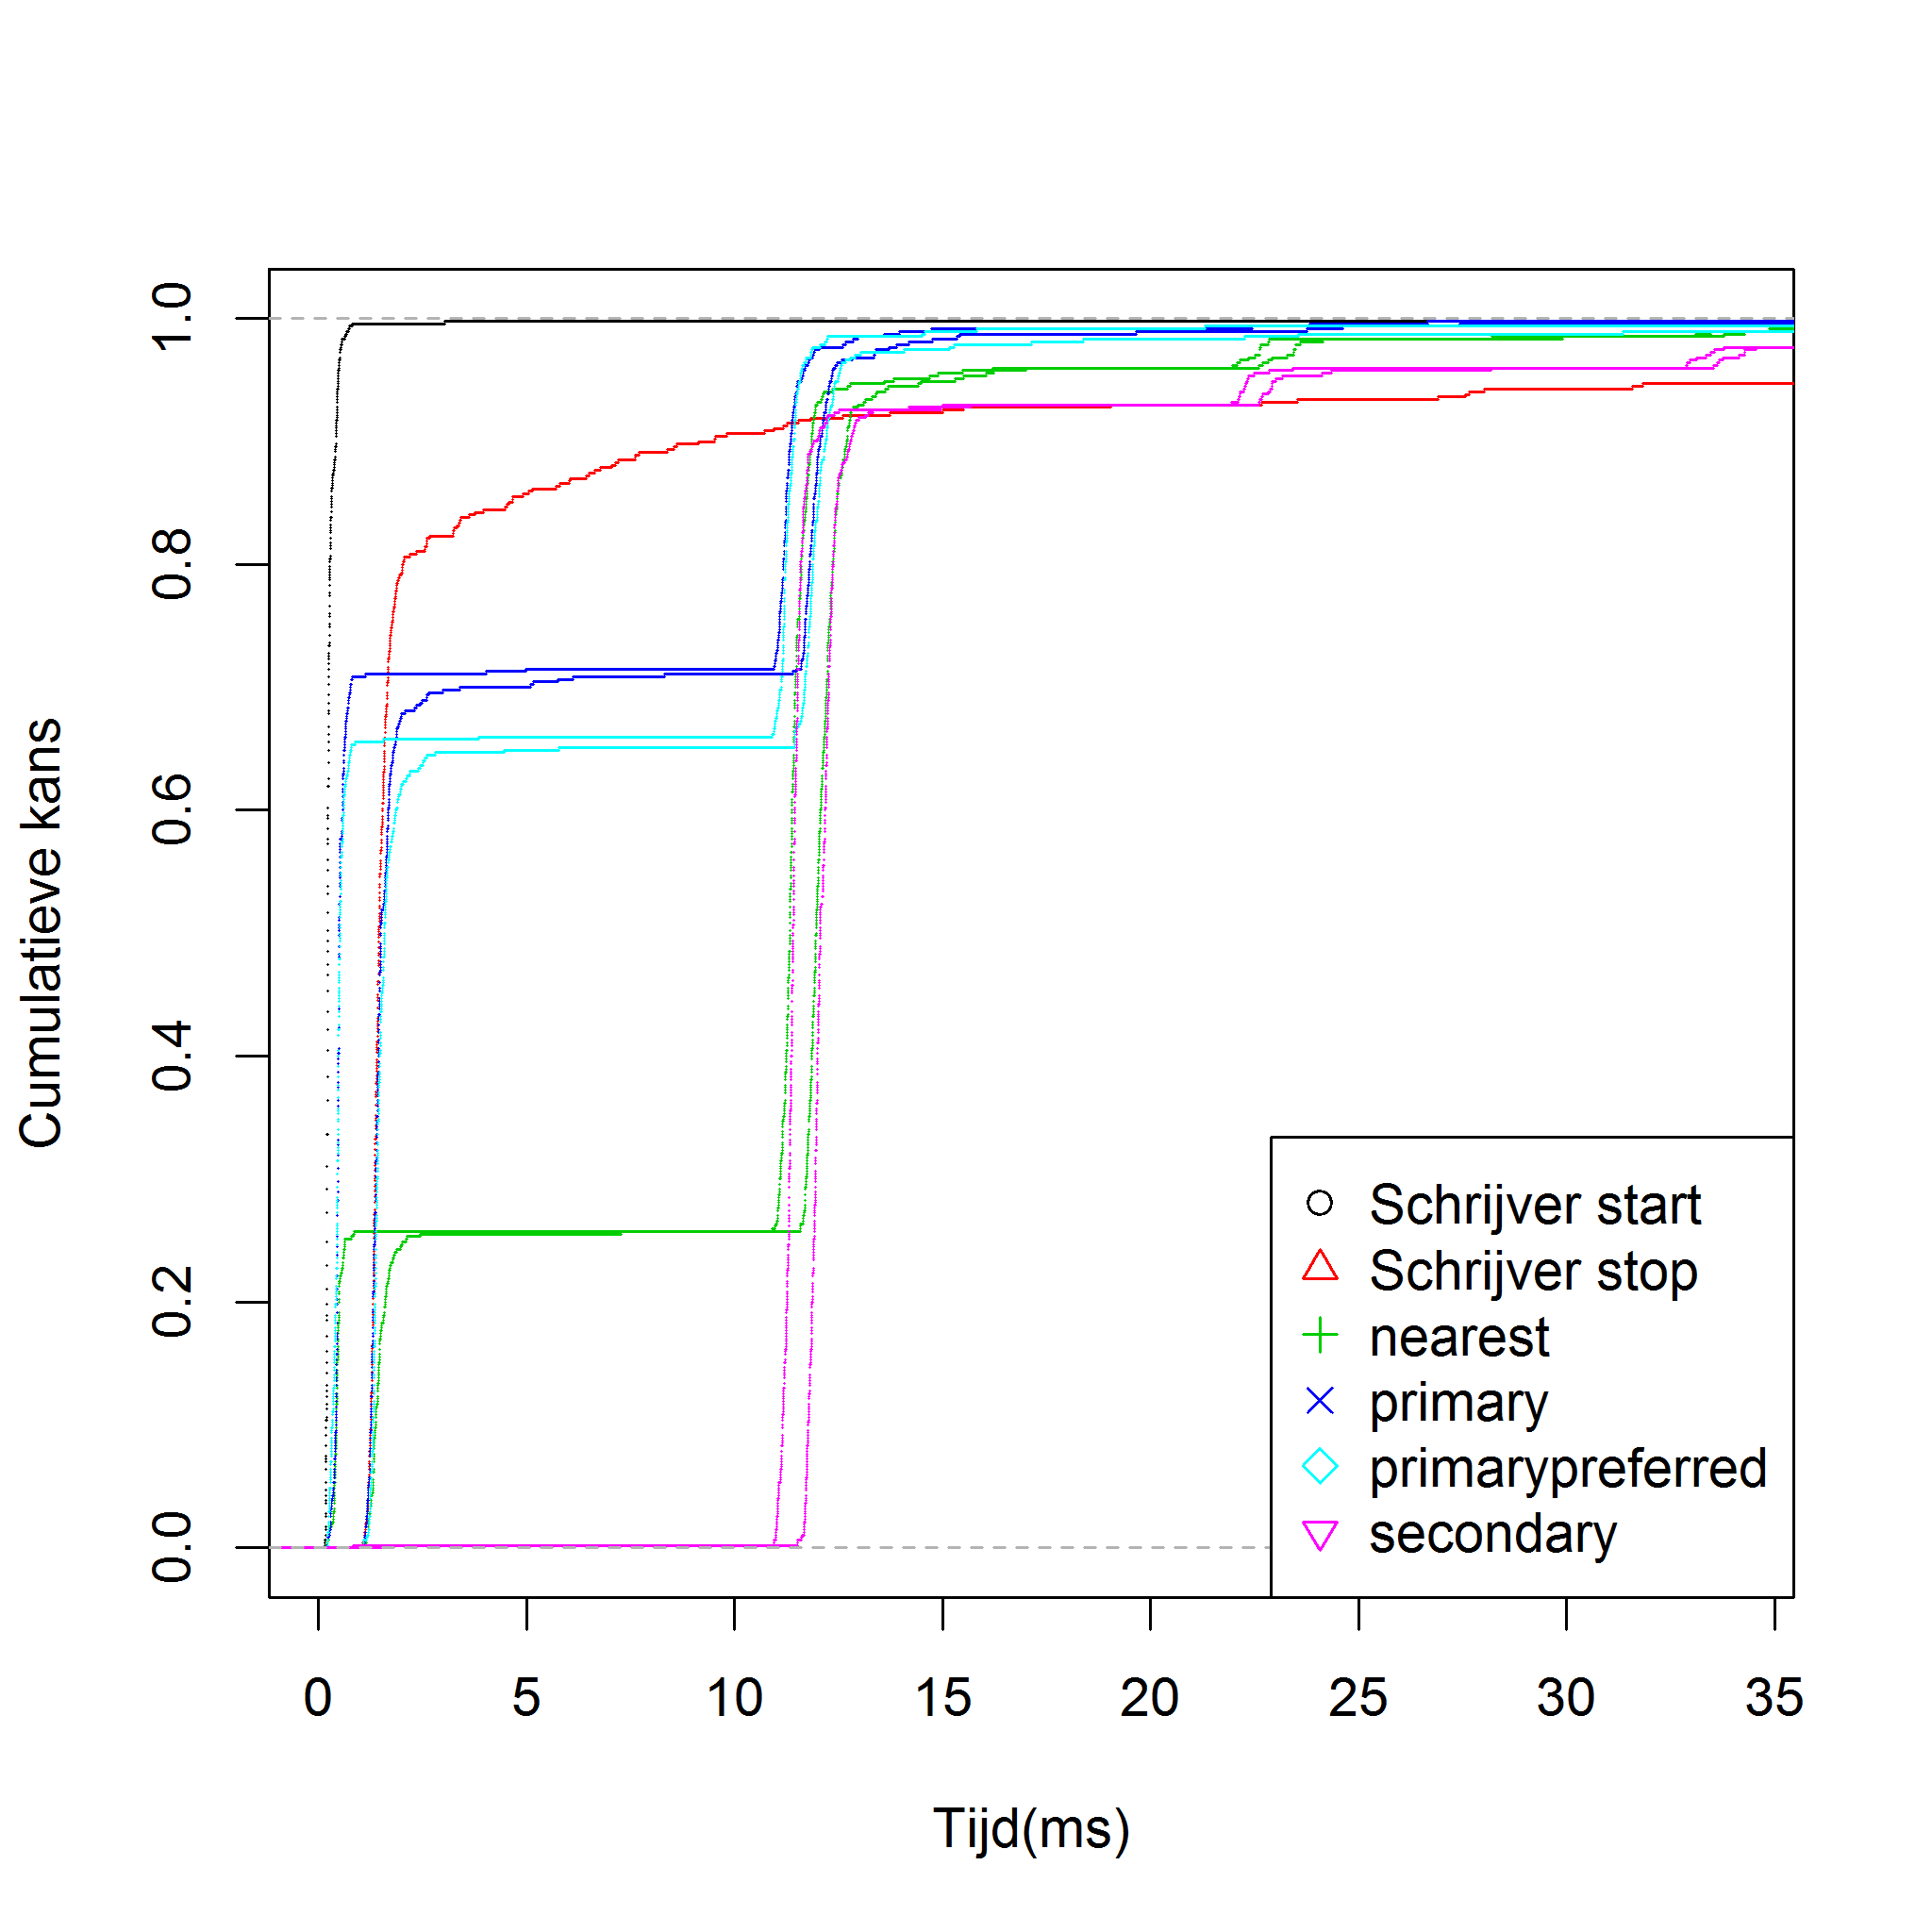 Cumulatieve kans
1.0
0.8
0.6
0.4
0.2
0.0
Schrijver start
Schrijver stop
nearest
primary
primarypreferred
secondary
0 5 10 15 20 25 30 35
Tijd(ms)